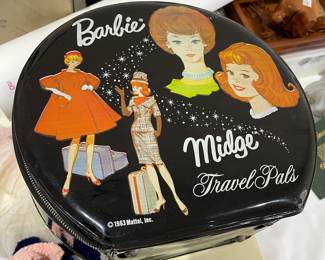 Barbie®
Midge
Travel Pals
© 1963 Mattel, Inc.